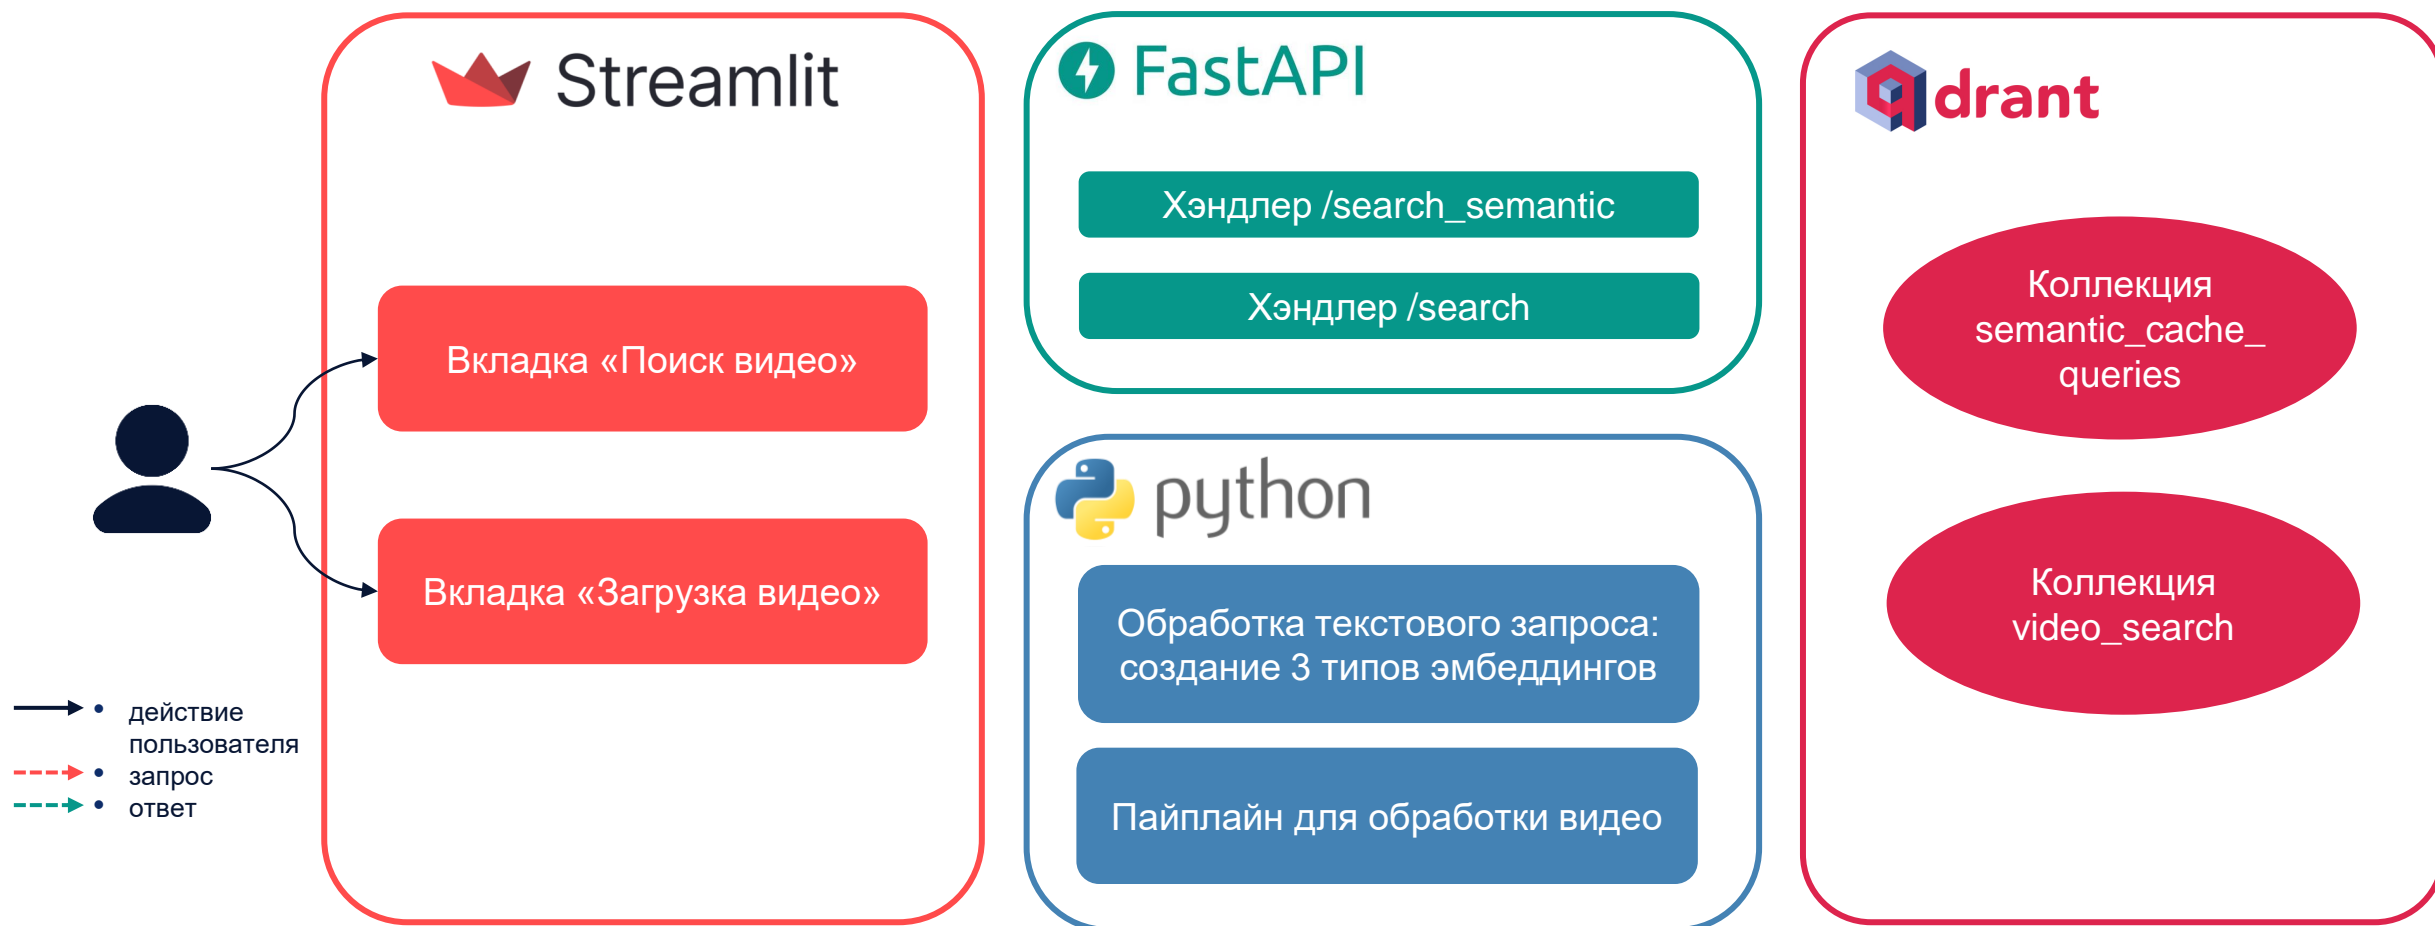 Streamlit
Вкладка «Поиск видео»
Вкладка «Загрузка видео»
действие
пользователя
запрос
ответ
FastAPI
Хэндлер /search_semantic
Хэндлер /search
python
Обработка текстового запроса:
создание 3 типов эмбеддингов
Пайплайн для обработки видео
qdrant
Коллекция
semantic_cache_
queries
Коллекция
video_search